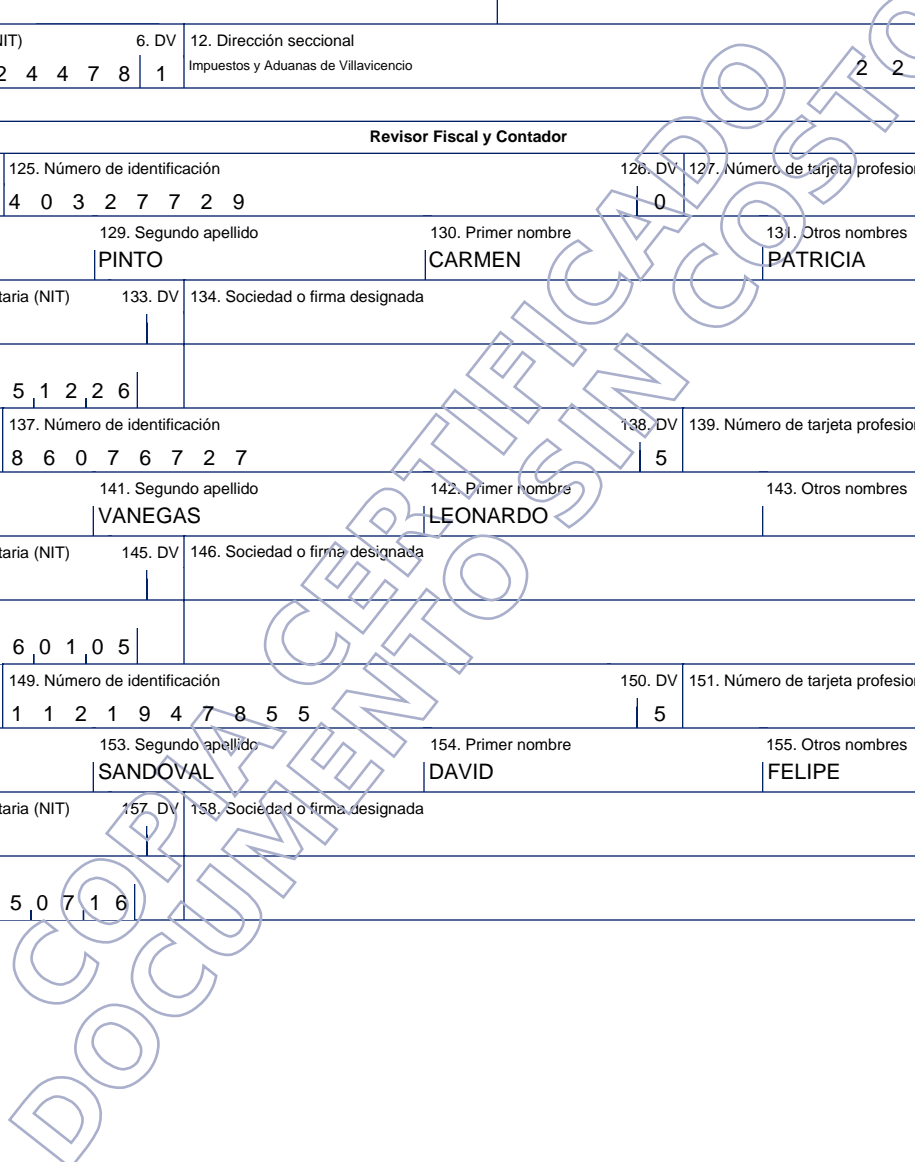 NIT) 6. DV 12. Dirección seccional
2 4 4 7 8 1 Impuestos y Aduanas de Villavicencio 2 2
Revisor Fiscal y Contador
125. Número de identificación 126. DV 127. Número de tarjeta profesion
4 0 3 2 7 7 2 9 0
129. Segundo apellido 130. Primer nombre 131. Otros nombres
PINTO CARMEN PATRICIA
taria (NIT) 133. DV 134. Sociedad o firma designada
5 1 2 2 6
137. Número de identificación 138. DV 139. Número de tarjeta profesion
8 6 0 7 6 7 2 7 5
141. Segundo apellido 142. Primer nombre 143. Otros nombres
VANEGAS LEONARDO
taria (NIT) 145. DV 146. Sociedad o firma designada
6 0 1 0 5
149. Número de identificación 150. DV 151. Número de tarjeta profesion
1 1 2 1 9 4 7 8 5 5 5
153. Segundo apellido 154. Primer nombre 155. Otros nombres
SANDOVAL DAVID FELIPE
taria (NIT) 157. DV 158. Sociedad o firma designada
5 0 7 1 6
COPIA CERTIFICADO
DOCUMENTO SIN COSTO